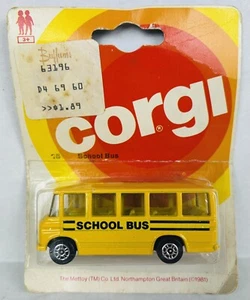 3+
63196
D4 69 60
>>$1.89
corgi®
School Bus
SCHOOL BUS
The Mettoy (TM) Co Ltd Northampton Great Britain (C)1980